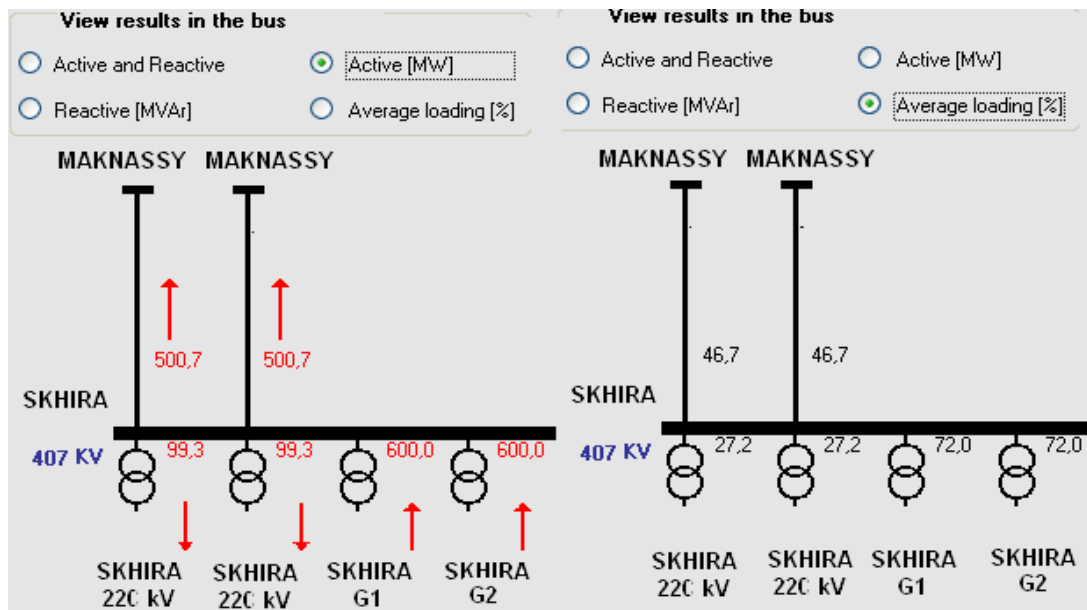 View results in the bus
Active and Reactive
Active [MW]
Reactive [MVAr]
Average loading [%]
MAKNASSY
MAKNASSY
500,7
500,7
SKHIRA
407 KV
99,3
99,3
600,0
600,0
SKHIRA
220 kV
SKHIRA
220 kV
SKHIRA
G1
SKHIRA
G2
View results in the bus
Active and Reactive
Active [MW]
Reactive [MVAr]
Average loading [%]
MAKNASSY
MAKNASSY
46,7
46,7
SKHIRA
407 KV
27,2
27,2
72,0
72,0
SKHIRA
220 kV
SKHIRA
220 kV
SKHIRA
G1
SKHIRA
G2